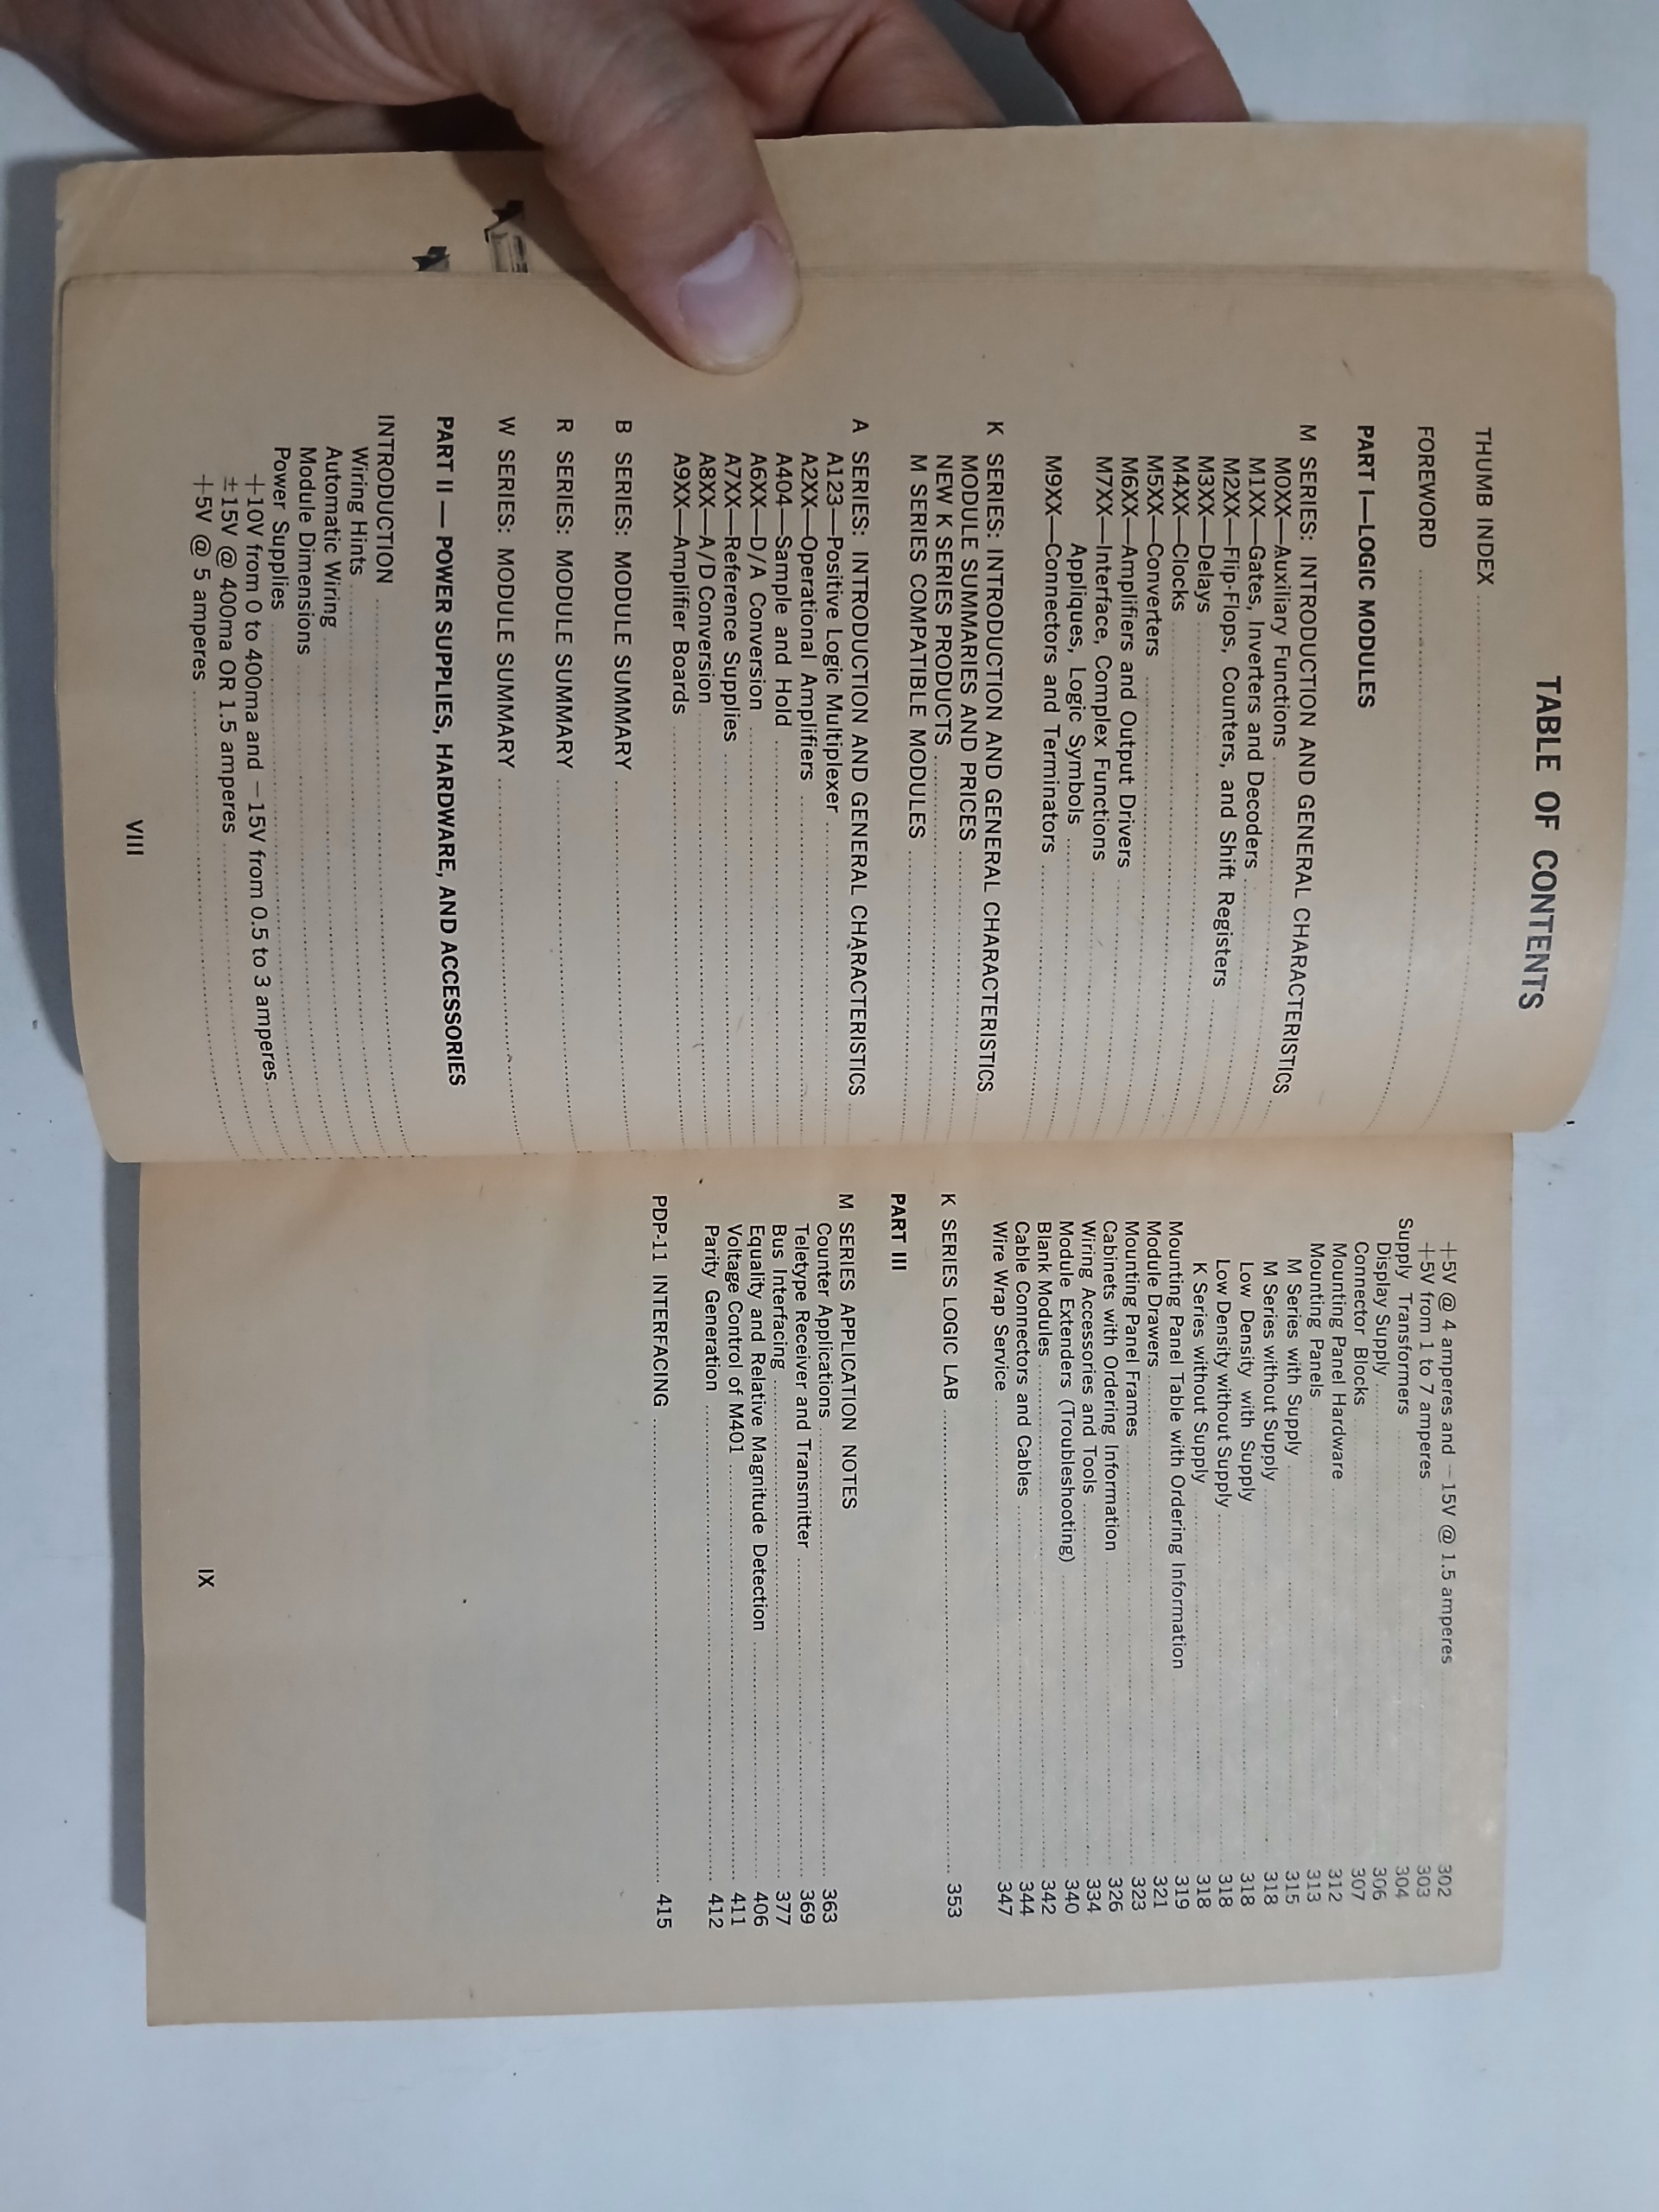 TABLE OF CONTENTS
THUMB INDEX
FOREWORD
PART I—LOGIC MODULES
M SERIES: INTRODUCTION AND GENERAL CHARACTERISTICS
M0XX—Auxiliary Functions
M1XX—Gates, Inverters and Decoders
M2XX—Flip-Flops, Counters, and Shift Registers
M3XX—Delays
M4XX—Clocks
M5XX—Converters
M6XX—Amplifiers and Output Drivers
M7XX—Interface, Complex Functions
Appliques, Logic Symbols
M9XX—Connectors and Terminators
K SERIES: INTRODUCTION AND GENERAL CHARACTERISTICS
MODULE SUMMARIES AND PRICES
NEW K SERIES PRODUCTS
M SERIES COMPATIBLE MODULES
A SERIES: INTRODUCTION AND GENERAL CHARACTERISTICS
A123—Positive Logic Multiplexer
A2XX—Operational Amplifiers
A404—Sample and Hold
A6XX—D/A Conversion
A7XX—Reference Supplies
A8XX—A/D Conversion
A9XX—Amplifier Boards
B SERIES: MODULE SUMMARY
R SERIES: MODULE SUMMARY
W SERIES: MODULE SUMMARY
PART II — POWER SUPPLIES, HARDWARE, AND ACCESSORIES
INTRODUCTION
Wiring Hints
Automatic Wiring
Module Dimensions
Power Supplies
+10V from 0 to 400ma and −15V from 0.5 to 3 amperes
±15V @ 400ma OR 1.5 amperes
+5V @ 5 amperes
VIII
+5V @ 4 amperes and −15V @ 1.5 amperes 302
+5V from 1 to 7 amperes 303
Supply Transformers 304
Display Supply 306
Connector Blocks 307
Mounting Panel Hardware 312
Mounting Panels 313
M Series with Supply 315
M Series without Supply 318
Low Density with Supply 318
Low Density without Supply 318
K Series without Supply 318
Mounting Panel Table with Ordering Information 319
Module Drawers 321
Mounting Panel Frames 323
Cabinets with Ordering Information 326
Wiring Accessories and Tools 334
Module Extenders (Troubleshooting) 340
Blank Modules 342
Cable Connectors and Cables 344
Wire Wrap Service 347
K SERIES LOGIC LAB 353
PART III
M SERIES APPLICATION NOTES
Counter Applications 363
Teletype Receiver and Transmitter 369
Bus Interfacing 377
Equality and Relative Magnitude Detection 406
Voltage Control of M401 411
Parity Generation 412
PDP-11 INTERFACING 415
IX